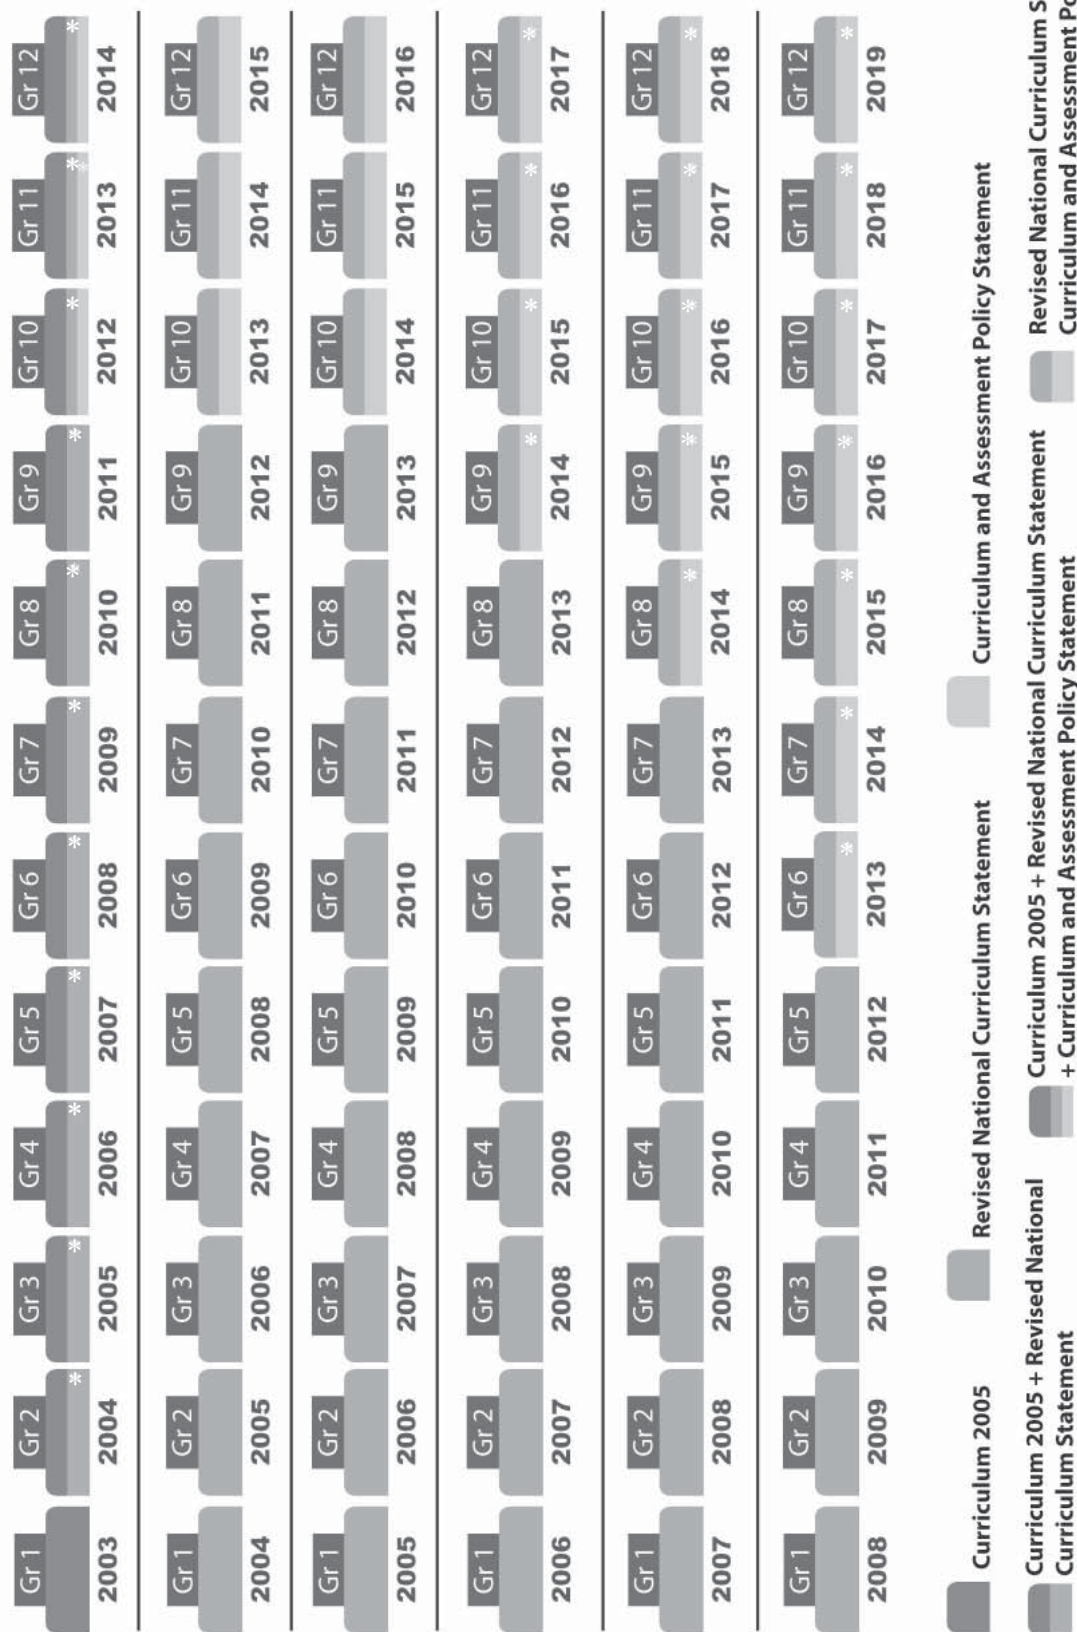 Gr 1 Gr 2 Gr 3 Gr 4 Gr 5 Gr 6 Gr 7 Gr 8 Gr 9 Gr 10 Gr 11 Gr 12
* * * * * * * * * * *
2003 2004 2005 2006 2007 2008 2009 2010 2011 2012 2013 2014
Gr 1 Gr 2 Gr 3 Gr 4 Gr 5 Gr 6 Gr 7 Gr 8 Gr 9 Gr 10 Gr 11 Gr 12
2004 2005 2006 2007 2008 2009 2010 2011 2012 2013 2014 2015
Gr 1 Gr 2 Gr 3 Gr 4 Gr 5 Gr 6 Gr 7 Gr 8 Gr 9 Gr 10 Gr 11 Gr 12
2005 2006 2007 2008 2009 2010 2011 2012 2013 2014 2015 2016
Gr 1 Gr 2 Gr 3 Gr 4 Gr 5 Gr 6 Gr 7 Gr 8 Gr 9 Gr 10 Gr 11 Gr 12
* * * *
2006 2007 2008 2009 2010 2011 2012 2013 2014 2015 2016 2017
Gr 1 Gr 2 Gr 3 Gr 4 Gr 5 Gr 6 Gr 7 Gr 8 Gr 9 Gr 10 Gr 11 Gr 12
* * * * *
2007 2008 2009 2010 2011 2012 2013 2014 2015 2016 2017 2018
Gr 1 Gr 2 Gr 3 Gr 4 Gr 5 Gr 6 Gr 7 Gr 8 Gr 9 Gr 10 Gr 11 Gr 12
* * * * * * *
2008 2009 2010 2011 2012 2013 2014 2015 2016 2017 2018 2019
Curriculum 2005
Revised National Curriculum Statement
Curriculum and Assessment Policy Statement
Curriculum 2005 + Revised National
Curriculum Statement
Curriculum 2005 + Revised National Curriculum Statement
+ Curriculum and Assessment Policy Statement
Revised National Curriculum S
Curriculum and Assessment Po